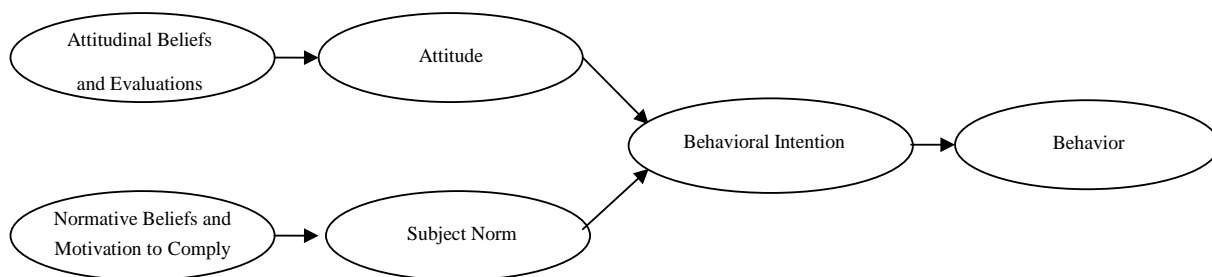 Attitudinal Beliefs
and Evaluations
Attitude
Behavioral Intention
Behavior
Normative Beliefs and
Motivation to Comply
Subject Norm